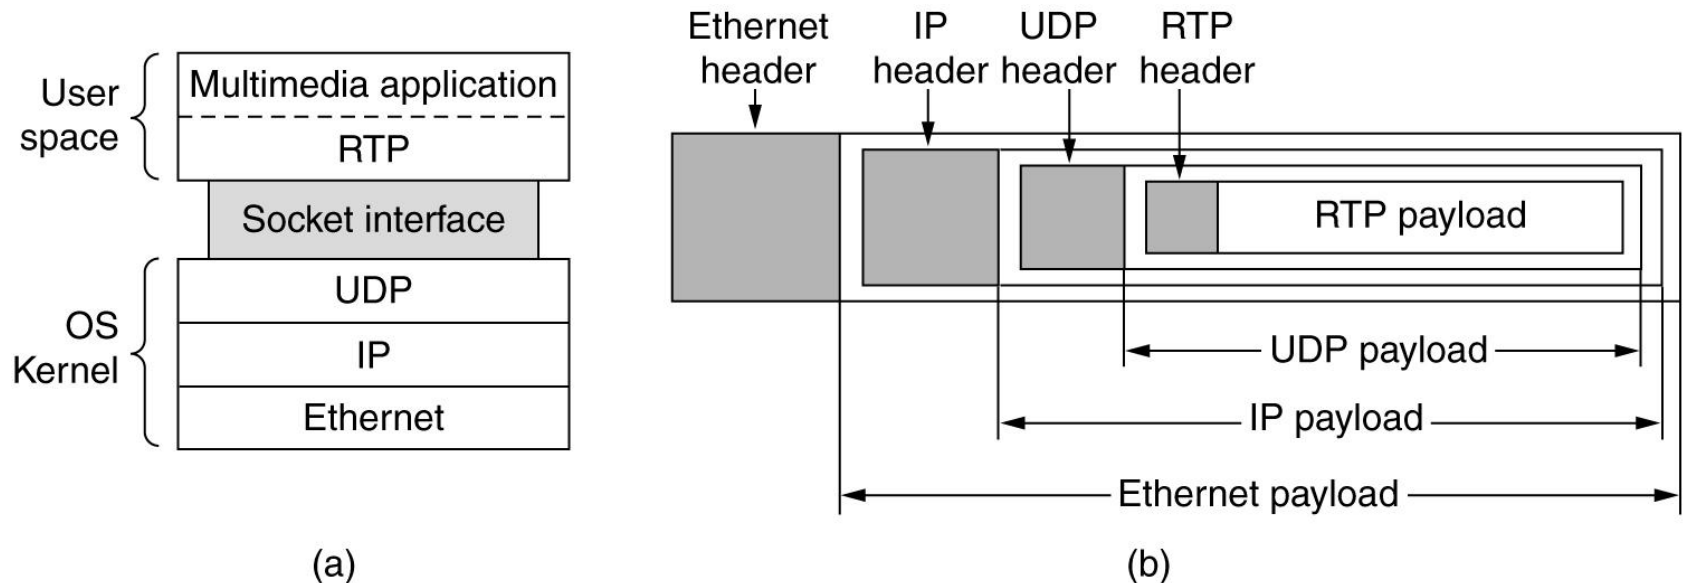 User
space
Multimedia application
RTP
Socket interface
OS
Kernel
UDP
IP
Ethernet
(a)
Ethernet
header
IP
header
UDP
header
RTP
header
RTP payload
UDP payload
IP payload
Ethernet payload
(b)